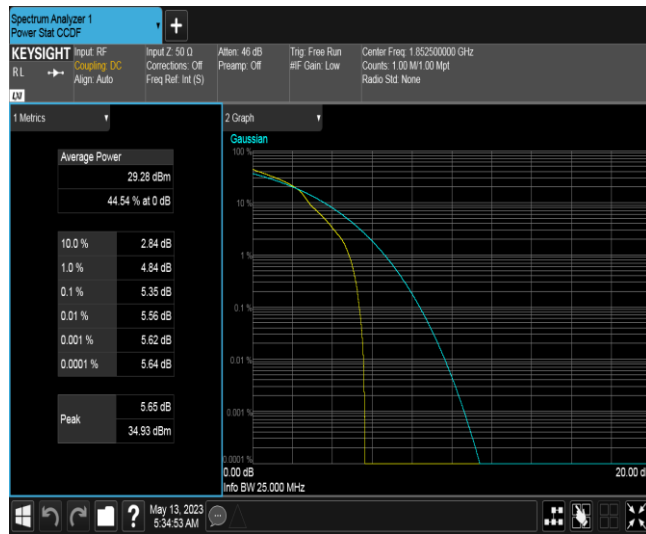 Spectrum Analyzer 1
Power Stat CCDF
+
KEYSIGHT
RL
LXI
Input: RF
Coupling: DC
Align: Auto
Input Z: 50 Ω
Corrections: Off
Freq Ref: Int (S)
Atten: 46 dB
Preamp: Off
Trig: Free Run
#IF Gain: Low
Center Freq: 1.852500000 GHz
Counts: 1.00 M/1.00 Mpt
Radio Std: None
1 Metrics
Average Power
29.28 dBm
44.54 % at 0 dB
10.0 % 2.84 dB
1.0 % 4.84 dB
0.1 % 5.35 dB
0.01 % 5.56 dB
0.001 % 5.62 dB
0.0001 % 5.64 dB
Peak
5.65 dB
34.93 dBm
2 Graph
Gaussian
100 %
10 %
1 %
0.1 %
0.01 %
0.001 %
0.0001 %
0.00 dB
20.00 d
Info BW 25.000 MHz
?
May 13, 2023
5:34:53 AM